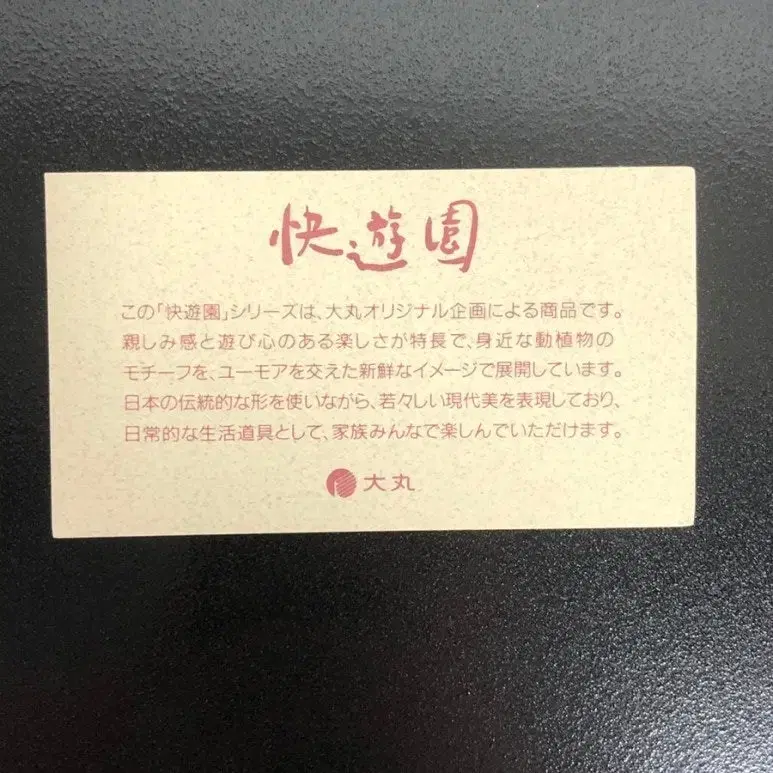 快遊園
この「快遊園」シリーズは、大丸オリジナル企画による商品です。
親しみ感と遊び心のある楽しさが特長で、身近な動植物の
モチーフを、ユーモアを交えた新鮮なイメージで展開しています。
日本の伝統的な形を使いながら、若々しい現代美を表現しており、
日常的な生活道具として、家族みんなで楽しんでいただけます。
大丸